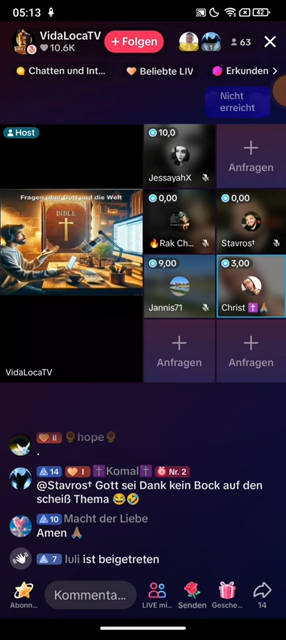 05:13
42
VidaLocaTV
10.6K
+ Folgen
63
Chatten und Int...
Beliebte LIV
Erkunden
Nicht
erreicht
Host
10,0
JessayahX
Anfragen
Fragen über Gott und die Welt
BIBLE
0,00
Rak Ch...
0,00
Stavros†
9,00
Jannis71
3,00
Christ
VidaLocaTV
Anfragen
Anfragen
II hope
.
14 I Komal Nr. 2
@Stavros† Gott sei Dank kein Bock auf den
scheiß Thema
10 Macht der Liebe
Amen
7 luli ist beigetreten
Abonn...
Kommenta...
LIVE mi...
Senden
Gesche...
14